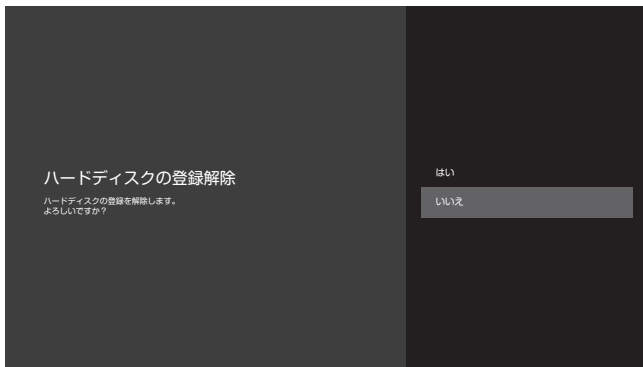 ハードディスクの登録解除
ハードディスクの登録を解除します。
よろしいですか？
はい
いいえ